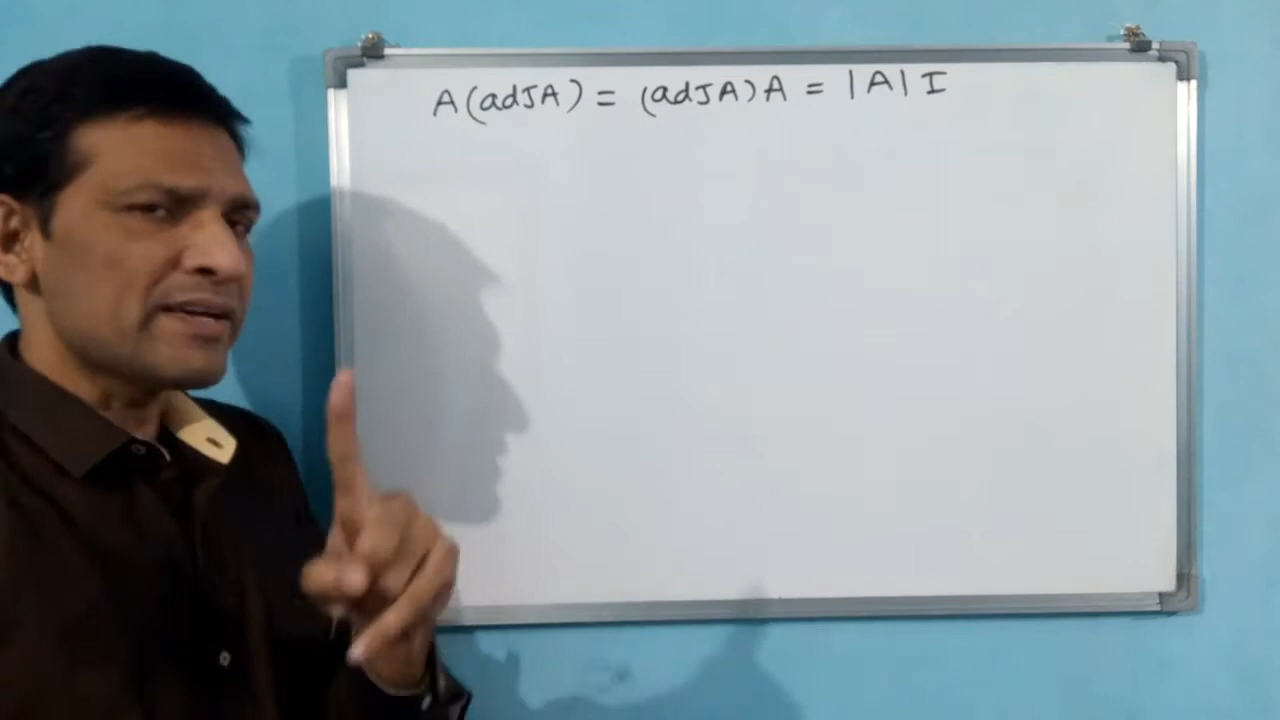 A(adJA) = (adJA)A = |A| I